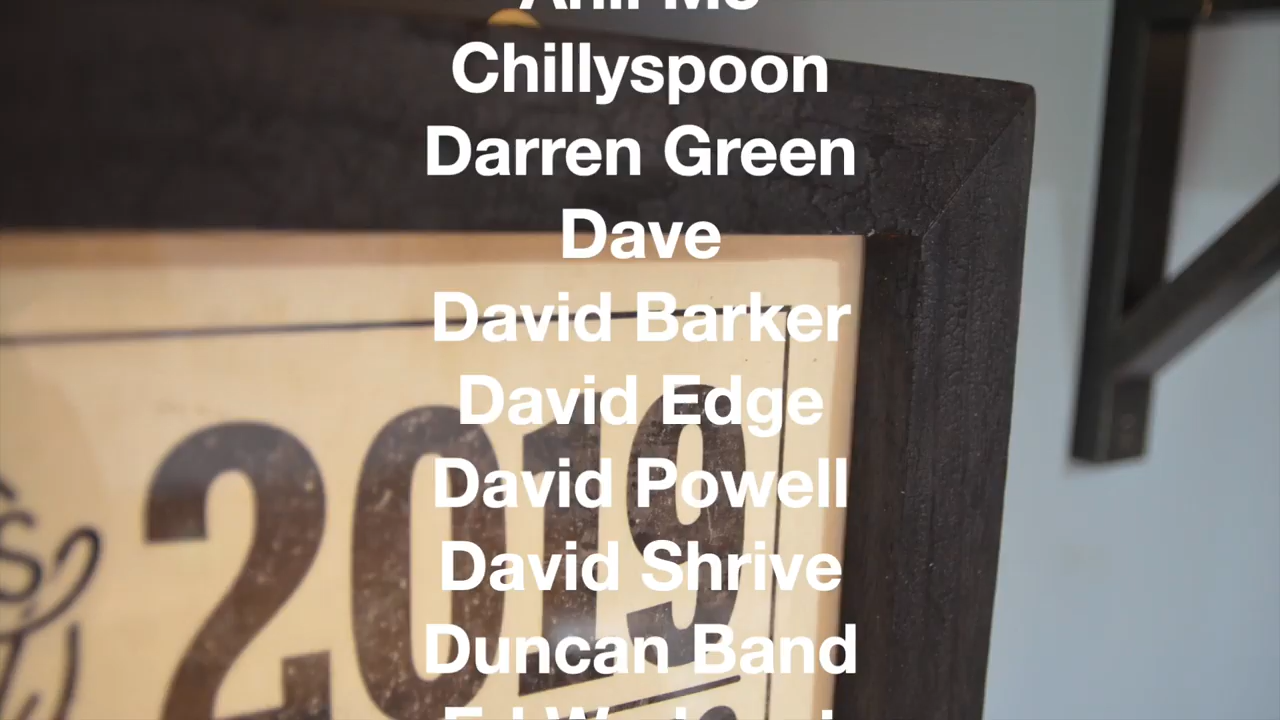 Chillyspoon
Darren Green
Dave
David Barker
David Edge
David Powell
David Shrive
Duncan Band
2019